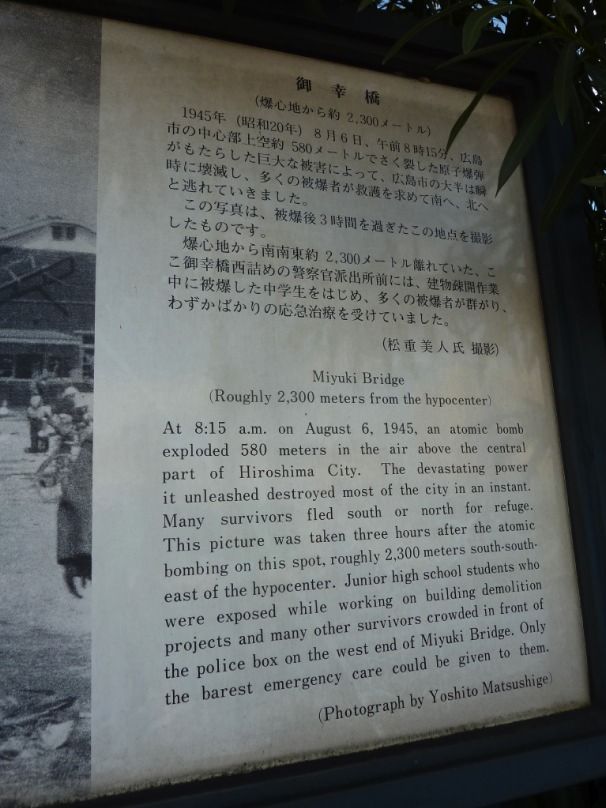 御幸橋
(爆心地から約 2,300メートル)
1945年（昭和20年）8月6日、午前8時15分、広島
市の中心部上空約 580メートルでさく裂した原子爆弾
がもたらした巨大な被害によって、広島市の大半は瞬
時に壊滅し、多くの被爆者が救護を求めて南へ、北へ
と逃れていきました。
この写真は、被爆後3時間を過ぎたこの地点を撮影
したものです。
爆心地から南南東約 2,300メートル離れていた、こ
こ御幸橋西詰めの警察官派出所前には、建物疎開作業
中に被爆した中学生をはじめ、多くの被爆者が群がり、
わずかばかりの応急治療を受けていました。
(松重美人氏 撮影)
Miyuki Bridge
(Roughly 2,300 meters from the hypocenter)
At 8:15 a.m. on August 6, 1945, an atomic bomb
exploded 580 meters in the air above the central
part of Hiroshima City. The devastating power
it unleashed destroyed most of the city in an instant.
Many survivors fled south or north for refuge.
This picture was taken three hours after the atomic
bombing on this spot, roughly 2,300 meters south-south-
east of the hypocenter. Junior high school students who
were exposed while working on building demolition
projects and many other survivors crowded in front of
the police box on the west end of Miyuki Bridge. Only
the barest emergency care could be given to them.
(Photograph by Yoshito Matsushige)